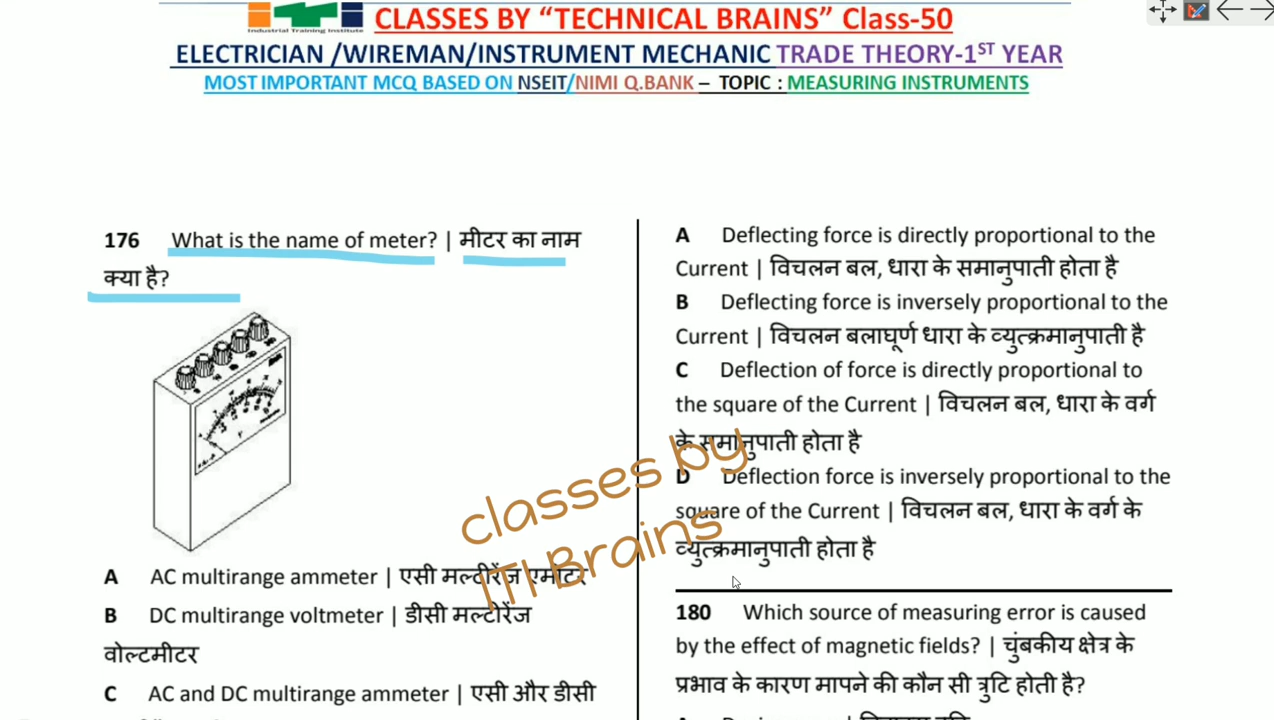 Industrial Training Institute
CLASSES BY “TECHNICAL BRAINS” Class-50
ELECTRICIAN /WIREMAN/INSTRUMENT MECHANIC TRADE THEORY-1ST YEAR
MOST IMPORTANT MCQ BASED ON NSEIT/NIMI Q.BANK – TOPIC : MEASURING INSTRUMENTS
176 What is the name of meter? | मीटर का नाम
क्या है?
A AC multirange ammeter | एसी मल्टीरेंज एमीटर
B DC multirange voltmeter | डीसी मल्टीरेंज
वोल्टमीटर
C AC and DC multirange ammeter | एसी और डीसी
A Deflecting force is directly proportional to the
Current | विचलन बल, धारा के समानुपाती होता है
B Deflecting force is inversely proportional to the
Current | विचलन बलाघूर्ण धारा के व्युत्क्रमानुपाती है
C Deflection of force is directly proportional to
the square of the Current | विचलन बल, धारा के वर्ग
के समानुपाती होता है
D Deflection force is inversely proportional to the
square of the Current | विचलन बल, धारा के वर्ग के
व्युत्क्रमानुपाती होता है
180 Which source of measuring error is caused
by the effect of magnetic fields? | चुंबकीय क्षेत्र के
प्रभाव के कारण मापने की कौन सी त्रुटि होती है?
classes by
ITI Brains